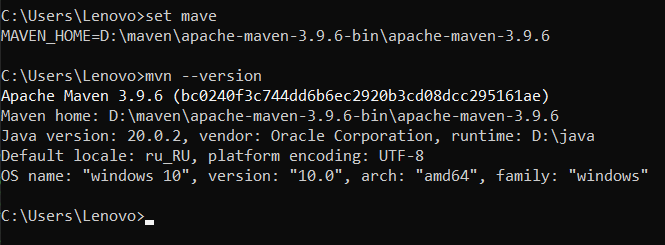 C:\Users\Lenovo>set mave
MAVEN_HOME=D:\maven\apache-maven-3.9.6-bin\apache-maven-3.9.6
C:\Users\Lenovo>mvn --version
Apache Maven 3.9.6 (bc0240f3c744dd6b6ec2920b3cd08dcc295161ae)
Maven home: D:\maven\apache-maven-3.9.6-bin\apache-maven-3.9.6
Java version: 20.0.2, vendor: Oracle Corporation, runtime: D:\java
Default locale: ru_RU, platform encoding: UTF-8
OS name: "windows 10", version: "10.0", arch: "amd64", family: "windows"
C:\Users\Lenovo>